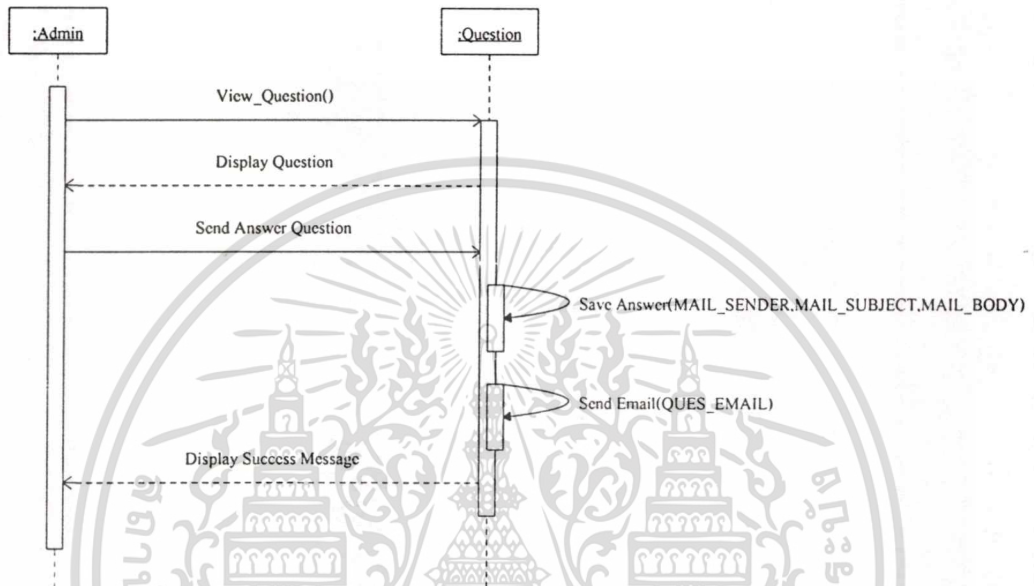 :Admin
:Question
View_Question()
Display Question
Send Answer Question
Save Answer(MAIL_SENDER,MAIL_SUBJECT,MAIL_BODY)
Send Email(QUES_EMAIL)
Display Success Message